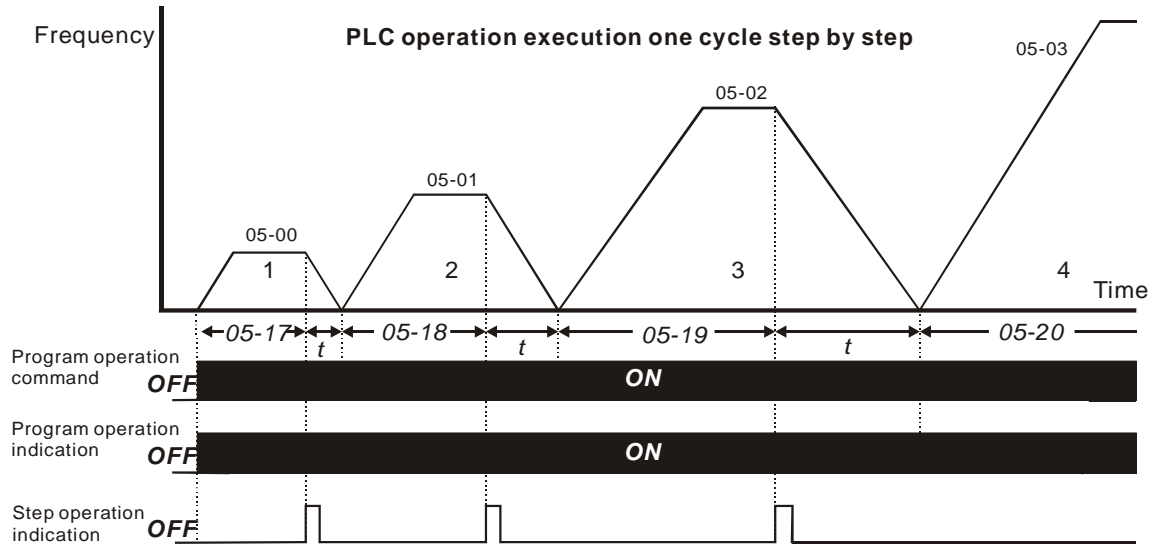 Frequency
PLC operation execution one cycle step by step
05-03
05-02
05-01
05-00
1
2
3
4
Time
05-17 t 05-18 t 05-19 t 05-20
Program operation
command
OFF
ON
Program operation
indication
OFF
ON
Step operation
indication
OFF